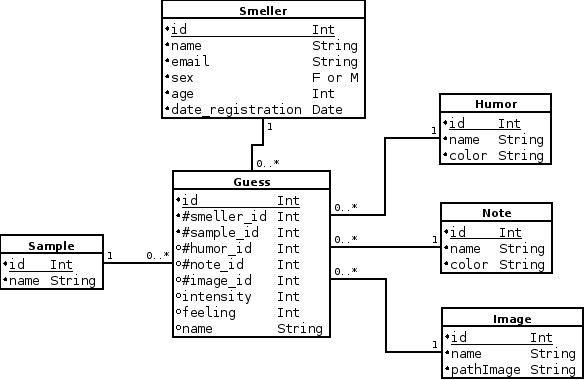 Smeller
id Int
name String
email String
sex F or M
age Int
date_registration Date
1
0..*
Guess
id Int
#smeller_id Int
#sample_id Int
#humor_id Int
#note_id Int
#image_id Int
intensity Int
feeling Int
name String
Sample
id Int
name String
1
0..*
Humor
id Int
name String
color String
0..*
1
Note
id Int
name String
color String
0..*
1
Image
id Int
name String
pathImage String
0..*
1